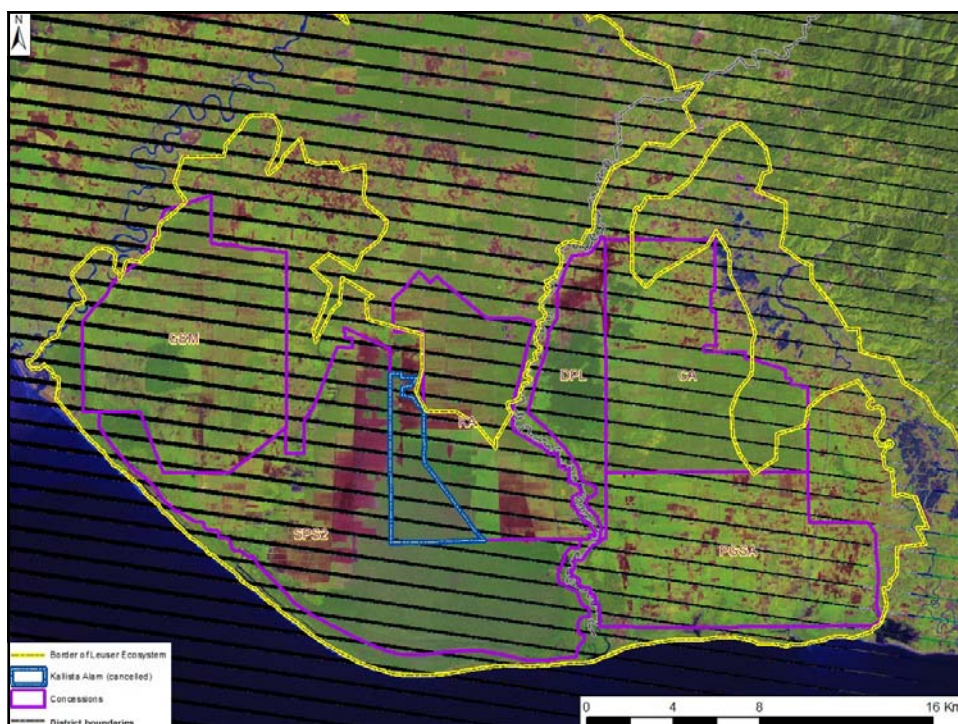 N
GSM
DPL
CA
KA
SPS2
PGSA
Border of Leuser Ecosystem
Kallista Alam (cancelled)
Concessions
District boundaries
0 4 8 16 Km